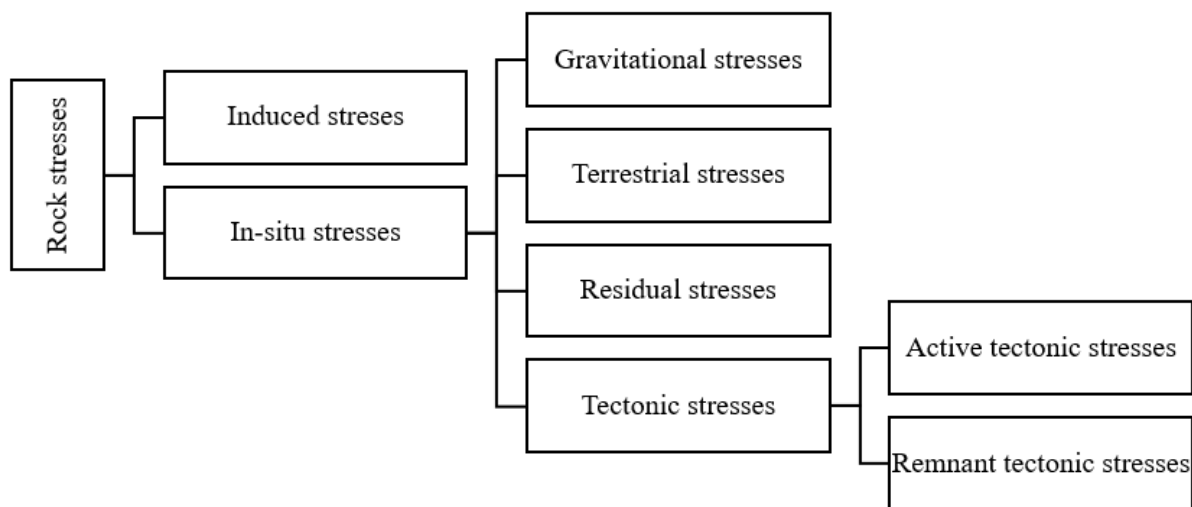 Rock stresses
Induced streses
In-situ stresses
Gravitational stresses
Terrestrial stresses
Residual stresses
Tectonic stresses
Active tectonic stresses
Remnant tectonic stresses